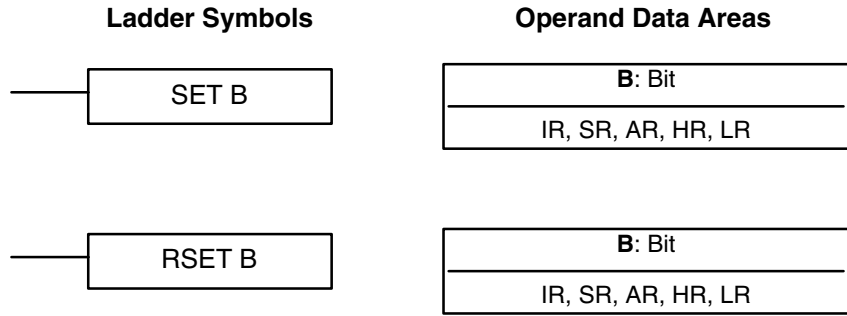 Ladder Symbols
Operand Data Areas
SET B
B: Bit
IR, SR, AR, HR, LR
RSET B
B: Bit
IR, SR, AR, HR, LR